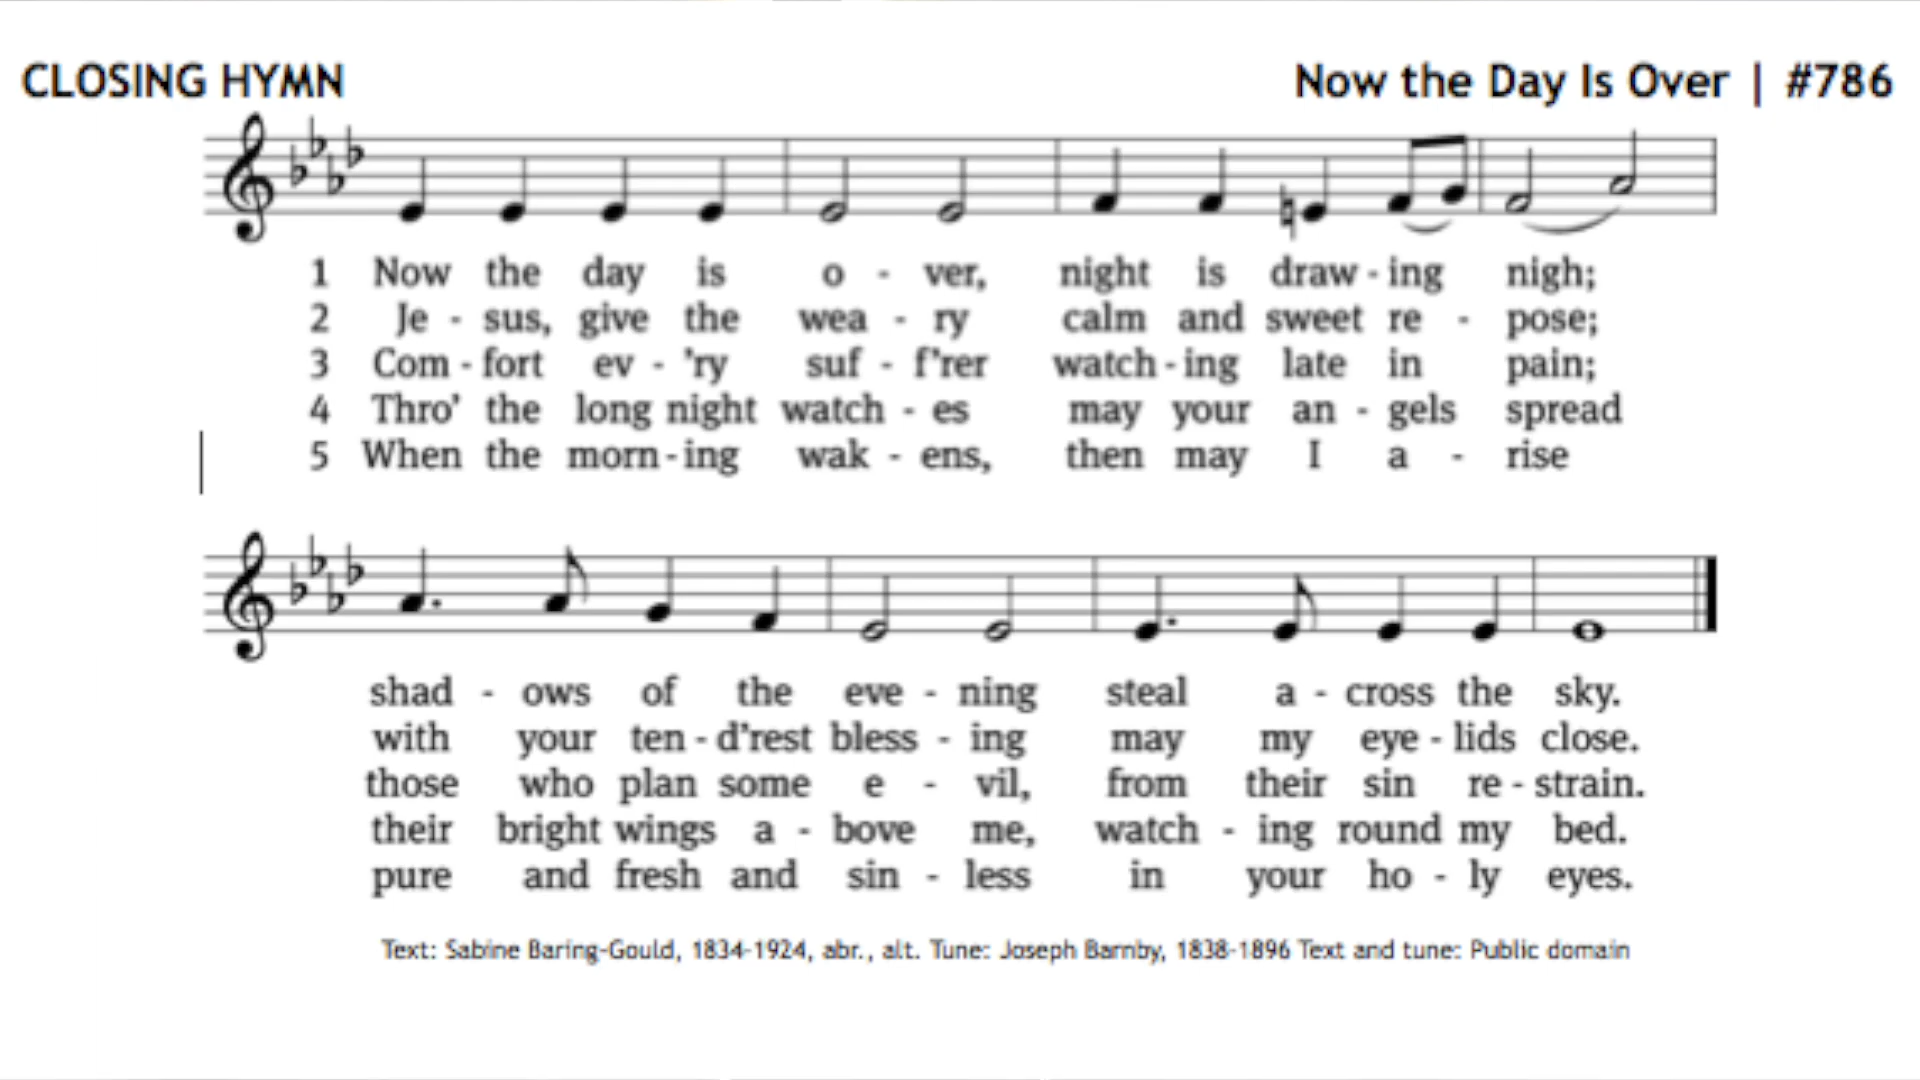 CLOSING HYMN
Now the Day Is Over | #786
1 Now the day is o - ver, night is draw - ing nigh;
2 Je - sus, give the wea - ry calm and sweet re - pose;
3 Com - fort ev - 'ry suf - f'rer watch - ing late in pain;
4 Thro' the long night watch - es may your an - gels spread
5 When the morn - ing wak - ens, then may I a - rise
shad - ows of the eve - ning steal a - cross the sky.
with your ten - d'rest bless - ing may my eye - lids close.
those who plan some e - vil, from their sin re - strain.
their bright wings a - bove me, watch - ing round my bed.
pure and fresh and sin - less in your ho - ly eyes.
Text: Sabine Baring-Gould, 1834-1924, abr., alt. Tune: Joseph Barnby, 1838-1896 Text and tune: Public domain